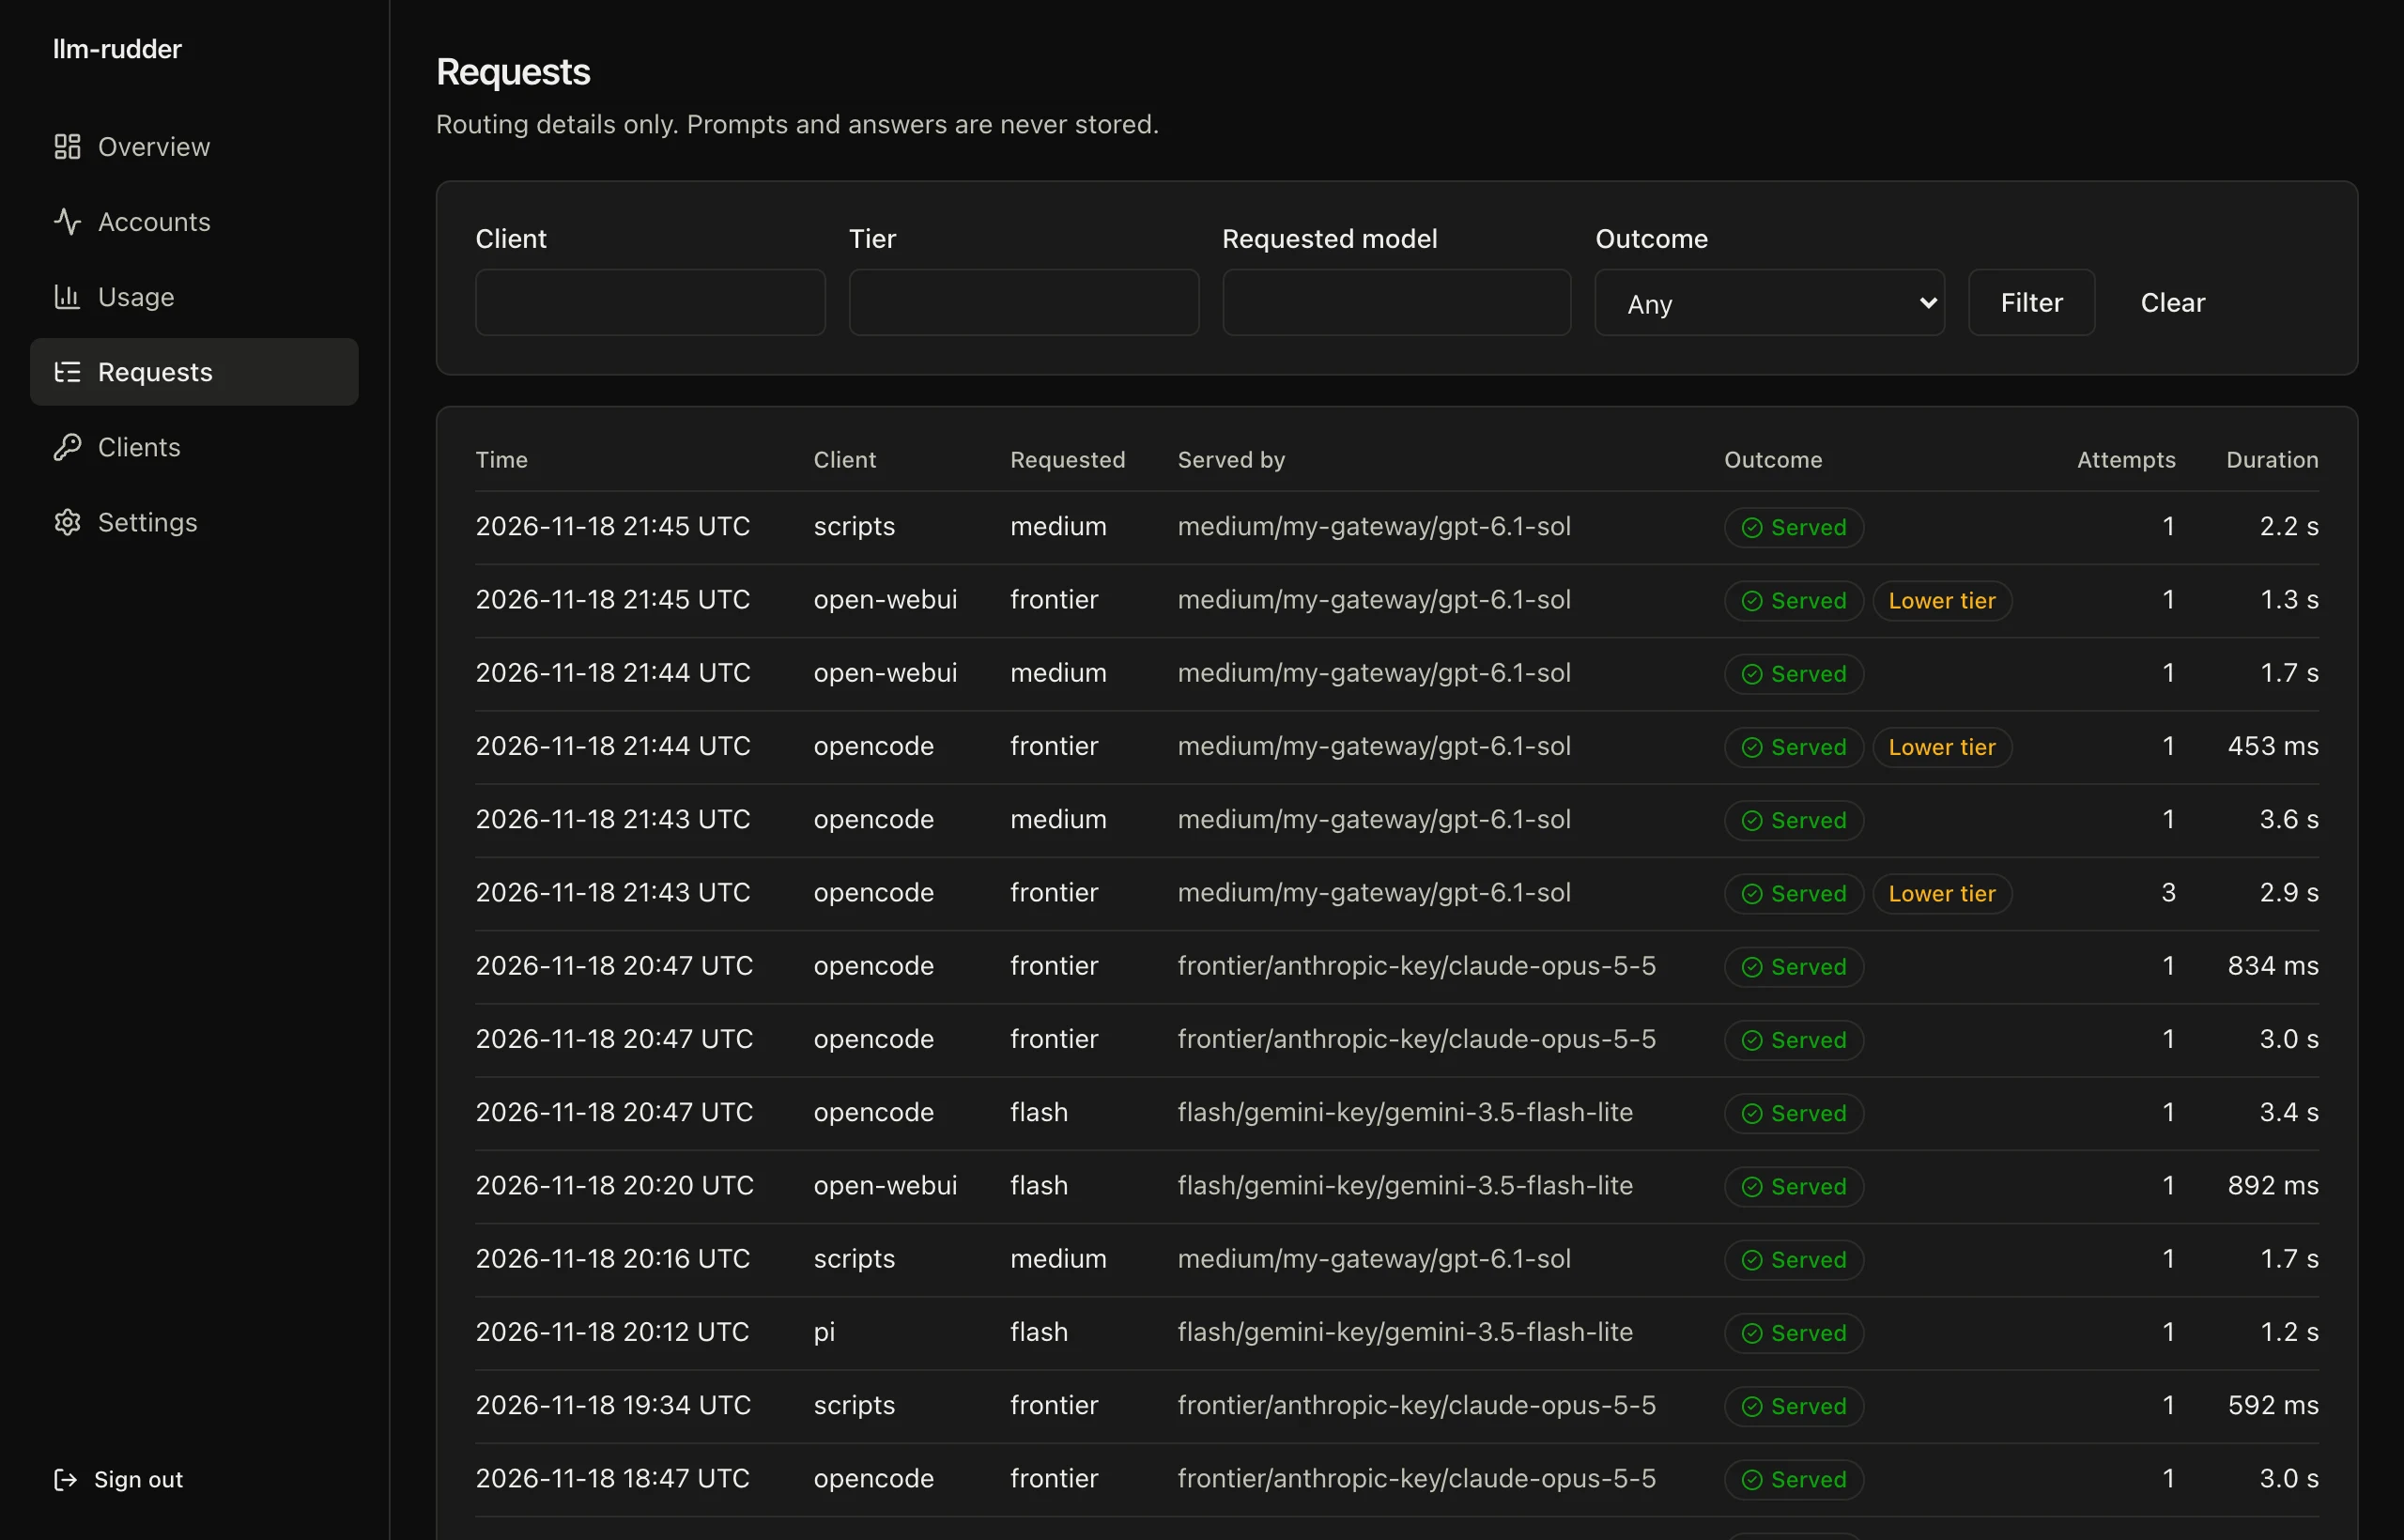 llm-rudder
Overview
Accounts
Usage
Requests
Clients
Settings
Sign out
Requests
Routing details only. Prompts and answers are never stored.
Client Tier Requested model Outcome
Any Filter Clear
Time Client Requested Served by Outcome Attempts Duration
2026-11-18 21:45 UTC scripts medium medium/my-gateway/gpt-6.1-sol Served 1 2.2 s
2026-11-18 21:45 UTC open-webui frontier medium/my-gateway/gpt-6.1-sol Served Lower tier 1 1.3 s
2026-11-18 21:44 UTC open-webui medium medium/my-gateway/gpt-6.1-sol Served 1 1.7 s
2026-11-18 21:44 UTC opencode frontier medium/my-gateway/gpt-6.1-sol Served Lower tier 1 453 ms
2026-11-18 21:43 UTC opencode medium medium/my-gateway/gpt-6.1-sol Served 1 3.6 s
2026-11-18 21:43 UTC opencode frontier medium/my-gateway/gpt-6.1-sol Served Lower tier 3 2.9 s
2026-11-18 20:47 UTC opencode frontier frontier/anthropic-key/claude-opus-5-5 Served 1 834 ms
2026-11-18 20:47 UTC opencode frontier frontier/anthropic-key/claude-opus-5-5 Served 1 3.0 s
2026-11-18 20:47 UTC opencode flash flash/gemini-key/gemini-3.5-flash-lite Served 1 3.4 s
2026-11-18 20:20 UTC open-webui flash flash/gemini-key/gemini-3.5-flash-lite Served 1 892 ms
2026-11-18 20:16 UTC scripts medium medium/my-gateway/gpt-6.1-sol Served 1 1.7 s
2026-11-18 20:12 UTC pi flash flash/gemini-key/gemini-3.5-flash-lite Served 1 1.2 s
2026-11-18 19:34 UTC scripts frontier frontier/anthropic-key/claude-opus-5-5 Served 1 592 ms
2026-11-18 18:47 UTC opencode frontier frontier/anthropic-key/claude-opus-5-5 Served 1 3.0 s